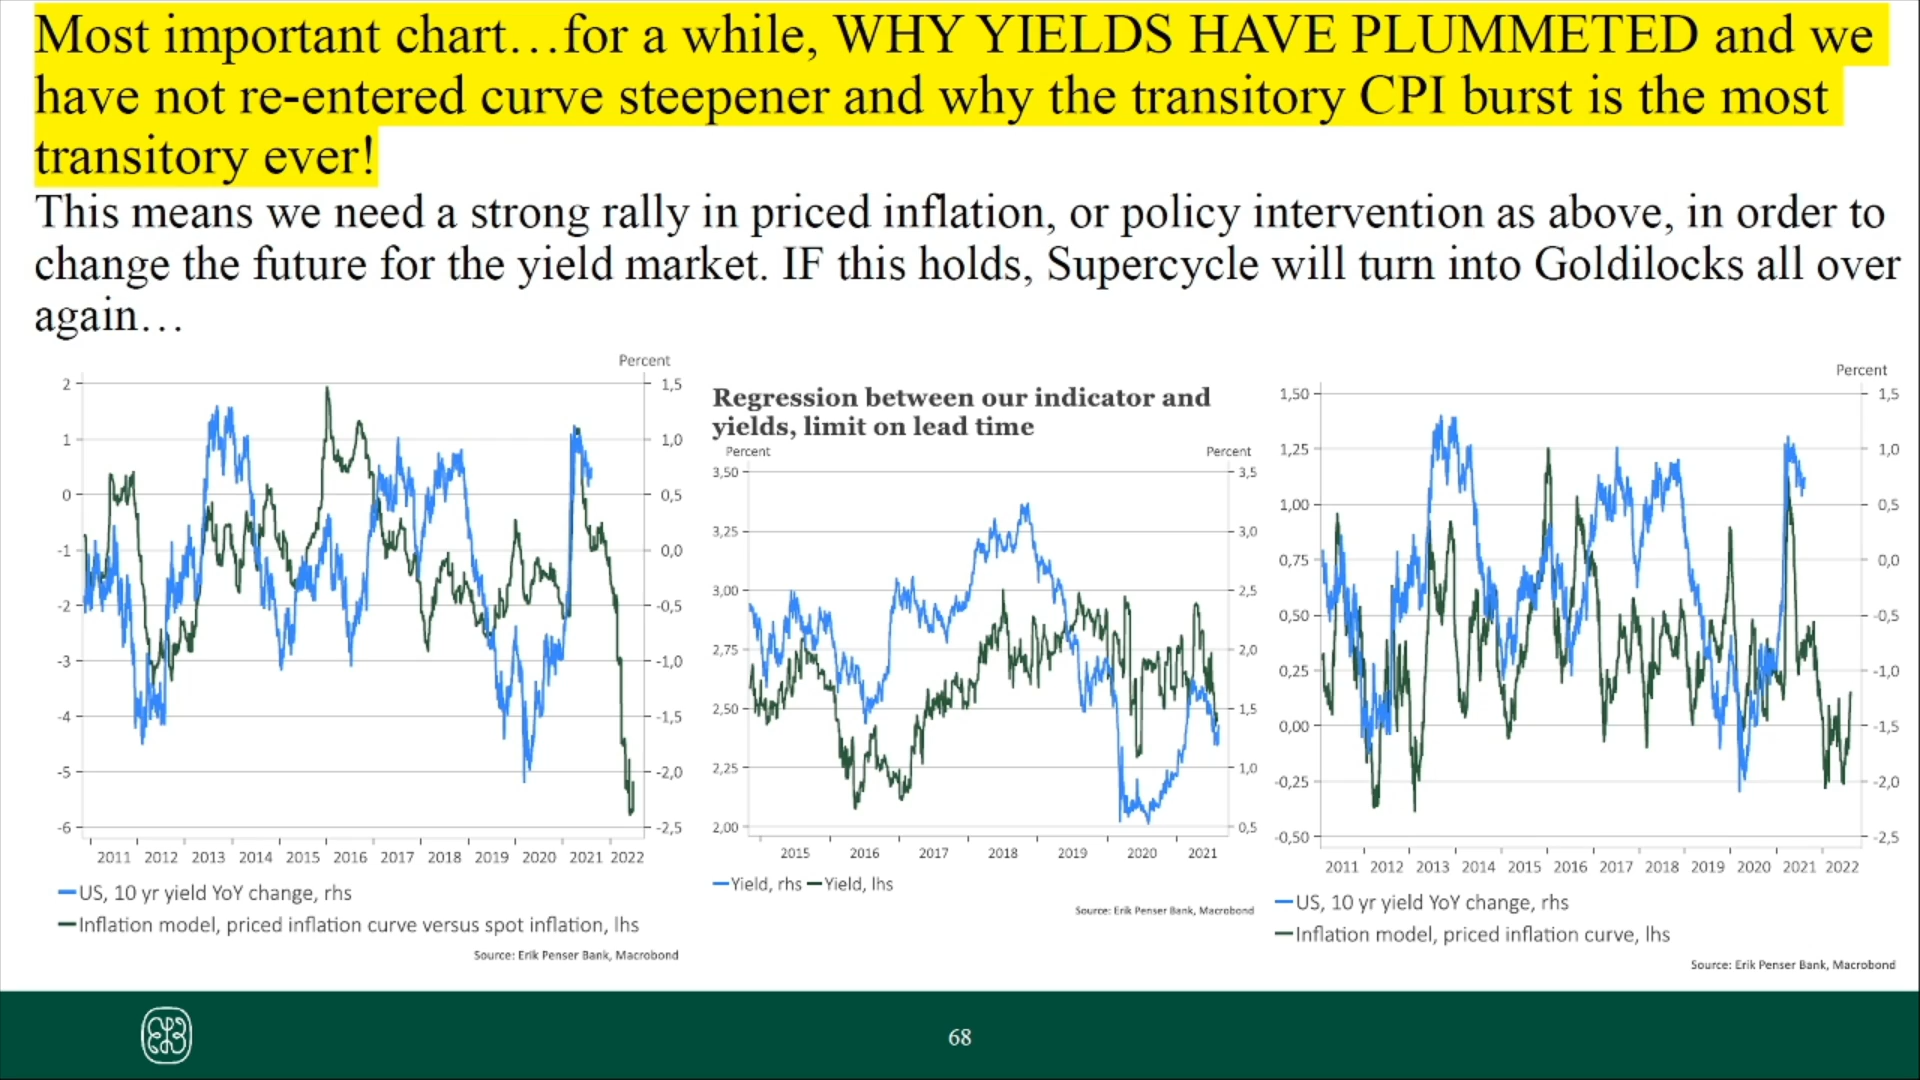 Most important chart…for a while, WHY YIELDS HAVE PLUMMETED and we
have not re-entered curve steepener and why the transitory CPI burst is the most
transitory ever!
This means we need a strong rally in priced inflation, or policy intervention as above, in order to
change the future for the yield market. IF this holds, Supercycle will turn into Goldilocks all over
again…
Percent
2
1
0
-1
-2
-3
-4
-5
-6
1,5
1,0
0,5
0,0
-0,5
-1,0
-1,5
-2,0
-2,5
2011 2012 2013 2014 2015 2016 2017 2018 2019 2020 2021 2022
US, 10 yr yield YoY change, rhs
Inflation model, priced inflation curve versus spot inflation, lhs
Source: Erik Penser Bank, Macrobond
Regression between our indicator and
yields, limit on lead time
Percent
Percent
3,50
3,25
3,00
2,75
2,50
2,25
2,00
3,5
3,0
2,5
2,0
1,5
1,0
0,5
2015 2016 2017 2018 2019 2020 2021
Yield, rhs Yield, lhs
Source: Erik Penser Bank, Macrobond
Percent
1,50
1,25
1,00
0,75
0,50
0,25
0,00
-0,25
-0,50
1,5
1,0
0,5
0,0
-0,5
-1,0
-1,5
-2,0
-2,5
2011 2012 2013 2014 2015 2016 2017 2018 2019 2020 2021 2022
US, 10 yr yield YoY change, rhs
Inflation model, priced inflation curve, lhs
Source: Erik Penser Bank, Macrobond
68